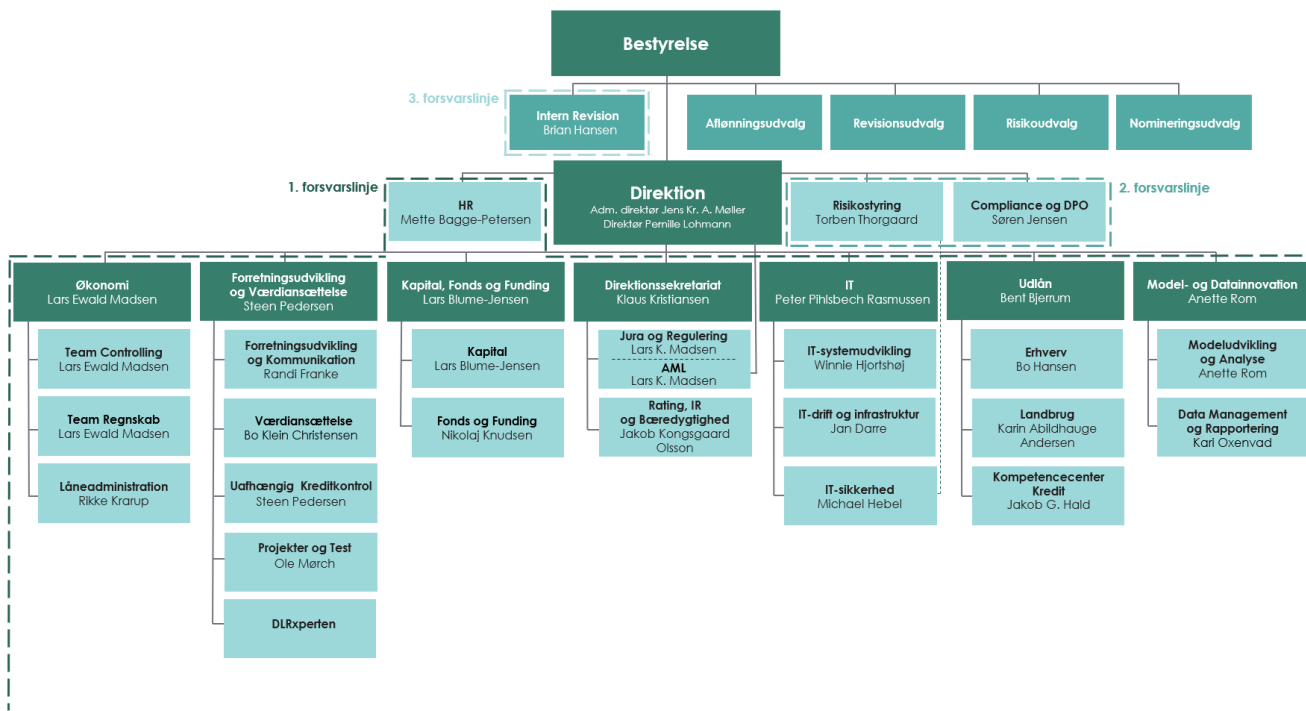 Bestyrelse
3. forsvarslinje
Intern Revision
Brian Hansen
Aflønningsudvalg
Revisionsudvalg
Risikoudvalg
Nomineringsudvalg
1. forsvarslinje
HR
Mette Bagge-Petersen
Direktion
Adm. direktør Jens Kr. A. Møller
Direktør Pernille Lohmann
Risikostyring
Torben Thorgaard
Compliance og DPO
Søren Jensen
2. forsvarslinje
Økonomi
Lars Ewald Madsen
Team Controlling
Lars Ewald Madsen
Team Regnskab
Lars Ewald Madsen
Låneadministration
Rikke Krarup
Forretningsudvikling
og Værdiansættelse
Steen Pedersen
Forretningsudvikling
og Kommunikation
Randi Franke
Værdiansættelse
Bo Klein Christensen
Uafhængig Kreditkontrol
Steen Pedersen
Projekter og Test
Ole Mørch
DLRxperten
Kapital, Fonds og Funding
Lars Blume-Jensen
Kapital
Lars Blume-Jensen
Fonds og Funding
Nikolaj Knudsen
Direktionssekretariat
Klaus Kristiansen
Jura og Regulering
Lars K. Madsen
AML
Lars K. Madsen
Rating, IR
og Bæredygtighed
Jakob Kongsgaard
Olsson
IT
Peter Pihlsbech Rasmussen
IT-systemudvikling
Winnie Hjortshøj
IT-drift og infrastruktur
Jan Darre
IT-sikkerhed
Michael Hebel
Udlån
Bent Bjerrum
Erhverv
Bo Hansen
Landbrug
Karin Abildhauge
Andersen
Kompetencecenter
Kredit
Jakob G. Hald
Model- og Datainnovation
Anette Rom
Modeludvikling
og Analyse
Anette Rom
Data Management
og Rapportering
Karl Oxenvad